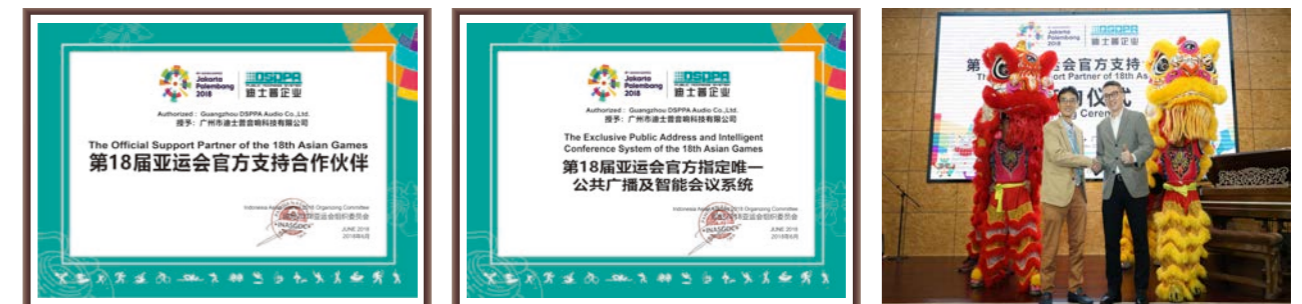 Jakarta
Palembang
2018
DSPPA
迪士普企业
Authorized : Guangzhou DSPPA Audio Co.,Ltd.
授予：广州市迪士普音响科技有限公司
The Official Support Partner of the 18th Asian Games
第18届亚运会官方支持合作伙伴
JUNE 2018
2018年6月
Jakarta
Palembang
2018
DSPPA
迪士普企业
Authorized : Guangzhou DSPPA Audio Co.,Ltd.
授予：广州市迪士普音响科技有限公司
The Exclusive Public Address and Intelligent
Conference System of the 18th Asian Games
第18届亚运会官方指定唯一
公共广播及智能会议系统
JUNE 2018
2018年6月
Jakarta
Palembang
2018
DSPPA
迪士普企业
第 运会官方支持
Partner of 18th As
仪式
Ceren